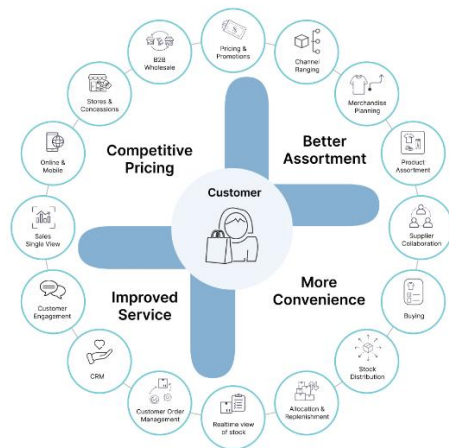 Pricing &
Promotions
Channel
Ranging
Merchandise
Planning
Product
Assortment
Supplier
Collaboration
Buying
Stock
Distribution
Allocation &
Replenishment
Realtime view
of stock
Customer Order
Management
CRM
Customer
Engagement
Sales
Single View
Online &
Mobile
Stores &
Concessions
B2B
Wholesale
Competitive
Pricing
Better
Assortment
Customer
Improved
Service
More
Convenience